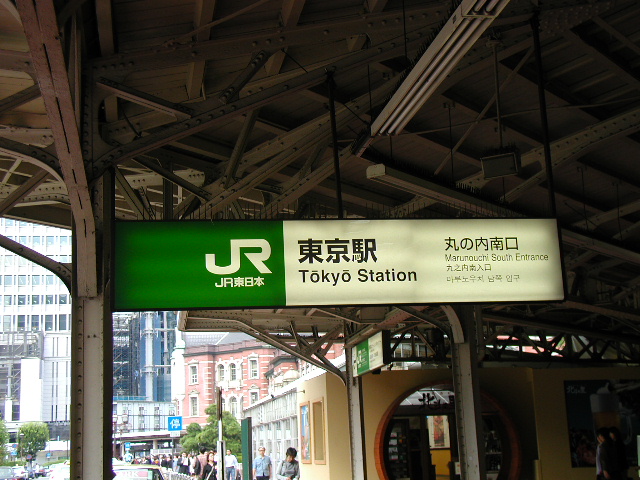 JR
JR東日本
東京駅
Tōkyō Station
丸の内南口
Marunouchi South Entrance
丸之内南入口
마루노우치 남쪽 입구
停